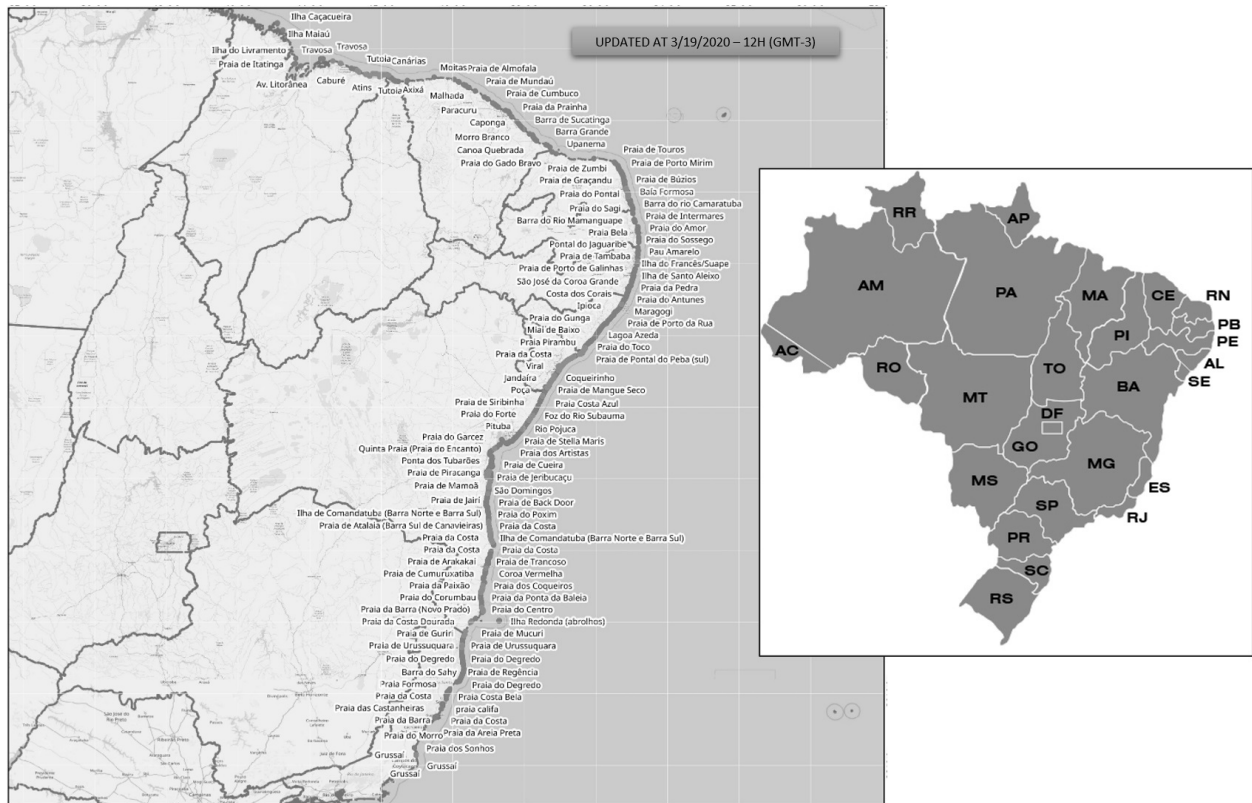 UPDATED AT 3/19/2020 – 12H (GMT-3)
Ilha Caçacueira
Ilha Maiaú
Ilha do Livramento
Travosa
Travosa
Praia de Itatinga
Tutoia
Canárias
Av. Litorânea
Caburé
Atins
Tutoia
Axixá
Moitas
Praia de Almofala
Praia de Mundaú
Malhada
Praia de Cumbuco
Paracuru
Praia da Prainha
Caponga
Barra de Sucatinga
Morro Branco
Barra Grande
Canoa Quebrada
Upanema
Praia do Gado Bravo
Praia de Touros
Praia de Zumbi
Praia de Porto Mirim
Praia de Graçandu
Praia de Búzios
Praia do Pontal
Baía Formosa
Praia do Sagi
Barra do rio Camaratuba
Barra do Rio Mamanguape
Praia de Intermares
Praia Bela
Praia do Amor
Pontal do Jaguaribe
Praia do Sossego
Praia de Tambaba
Pau Amarelo
Praia de Porto de Galinhas
Ilha do Francês/Suape
São José da Coroa Grande
Ilha de Santo Aleixo
Costa dos Corais
Praia da Pedra
Ipioca
Praia do Antunes
Praia do Gunga
Maragogi
Miaí de Baixo
Praia de Porto da Rua
Praia Pirambu
Lagoa Azeda
Praia da Costa
Praia do Toco
Viral
Praia de Pontal do Peba (sul)
Jandaíra
Coqueirinho
Poça
Praia de Mangue Seco
Praia de Siribinha
Praia Costa Azul
Praia do Forte
Foz do Rio Subauma
Pituba
Rio Pojuca
Praia do Garcez
Praia de Stella Maris
Quinta Praia (Praia do Encanto)
Praia dos Artistas
Ponta dos Tubarões
Praia de Cueira
Praia de Piracanga
Praia de Jeribucaçu
Praia de Mamoã
São Domingos
Praia de Jairí
Praia de Back Door
Ilha de Comandatuba (Barra Norte e Barra Sul)
Praia do Poxim
Praia de Atalaia (Barra Sul de Canavieiras)
Praia da Costa
Praia da Costa
Ilha de Comandatuba (Barra Norte e Barra Sul)
Praia da Costa
Praia da Costa
Praia de Arakakai
Praia de Trancoso
Praia de Cumuruxatiba
Coroa Vermelha
Praia da Paixão
Praia dos Coqueiros
Praia do Corumbau
Praia da Ponta da Baleia
Praia da Barra (Novo Prado)
Praia do Centro
Praia da Costa Dourada
Ilha Redonda (abrolhos)
Praia de Guriri
Praia de Mucuri
Praia de Urussuquara
Praia de Urussuquara
Praia do Degredo
Praia do Degredo
Barra do Sahy
Praia de Regência
Praia Formosa
Praia do Degredo
Praia da Costa
Praia Costa Bela
Praia das Castanheiras
praia califa
Praia da Barra
Praia da Costa
Praia do Morro
Praia da Areia Preta
Praia dos Sonhos
Grussaí
Grussaí
Grussaí
RR
AP
AM
PA
MA
CE
RN
PB
PE
PI
AL
SE
AC
RO
TO
BA
MT
DF
GO
MG
MS
ES
SP
RJ
PR
SC
RS